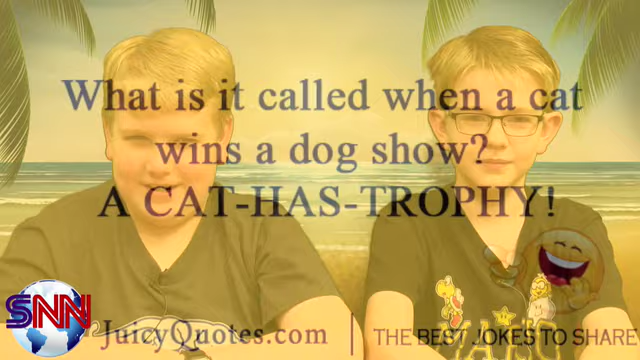 What is it called when a cat
wins a dog show?
A CAT-HAS-TROPHY!
SNN
JuicyQuotes.com | THE BEST JOKES TO SHARE